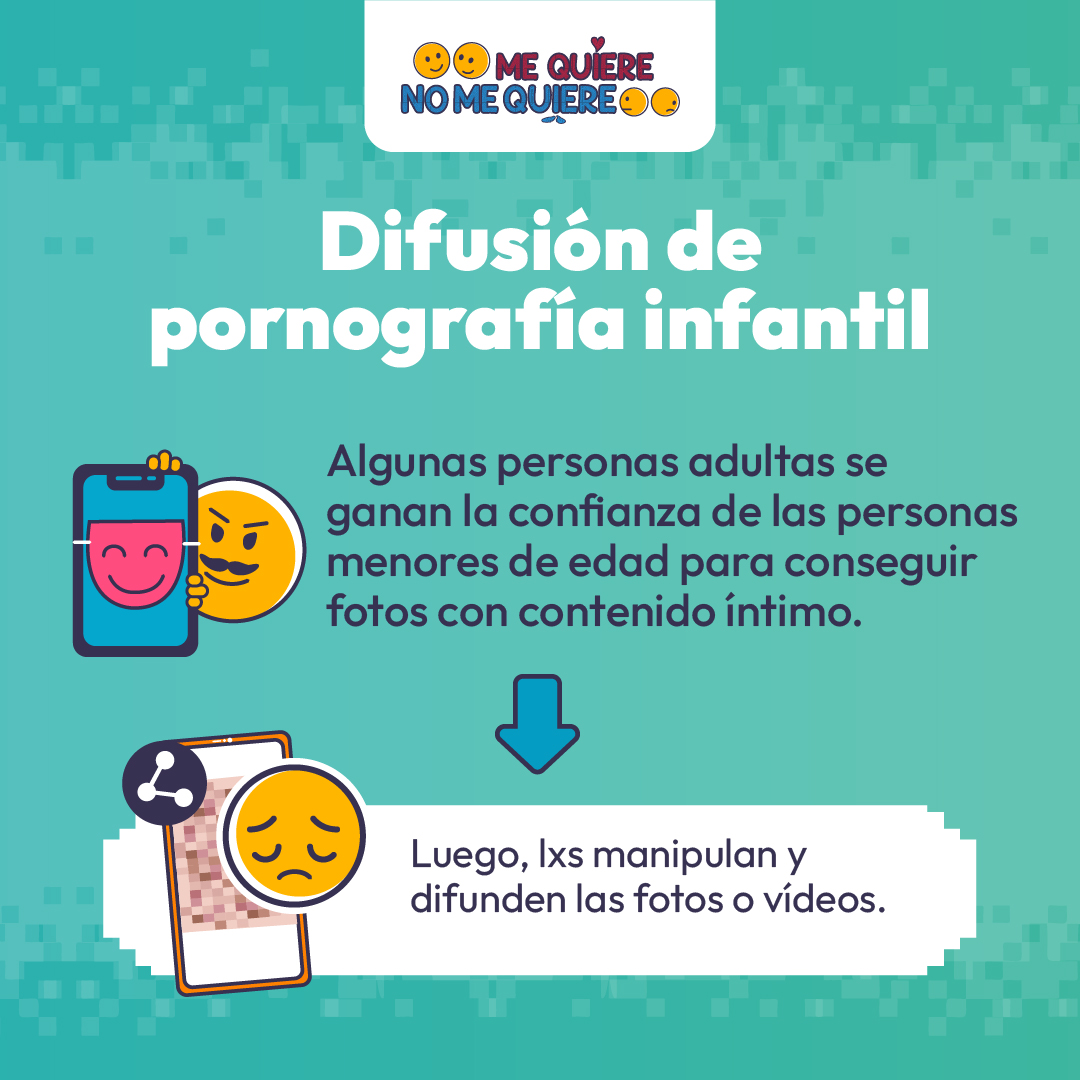 ME QUIERE
NO ME QUIERE
Difusión de
pornografía infantil
Algunas personas adultas se
ganan la confianza de las personas
menores de edad para conseguir
fotos con contenido íntimo.
Luego, lxs manipulan y
difunden las fotos o vídeos.